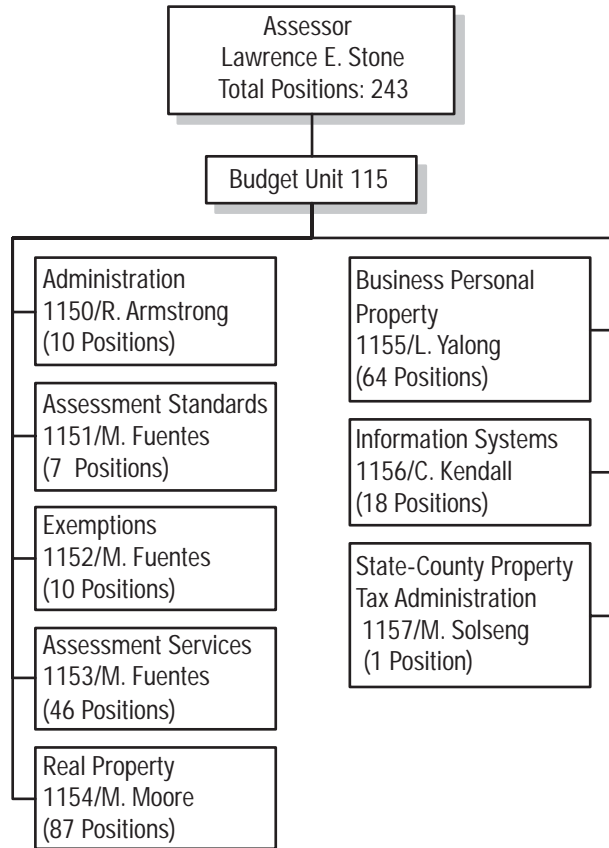 Assessor
Lawrence E. Stone
Total Positions: 243
Budget Unit 115
Administration
1150/R. Armstrong
(10 Positions)
Assessment Standards
1151/M. Fuentes
(7 Positions)
Exemptions
1152/M. Fuentes
(10 Positions)
Assessment Services
1153/M. Fuentes
(46 Positions)
Real Property
1154/M. Moore
(87 Positions)
Business Personal
Property
1155/L. Yalong
(64 Positions)
Information Systems
1156/C. Kendall
(18 Positions)
State-County Property
Tax Administration
1157/M. Solseng
(1 Position)